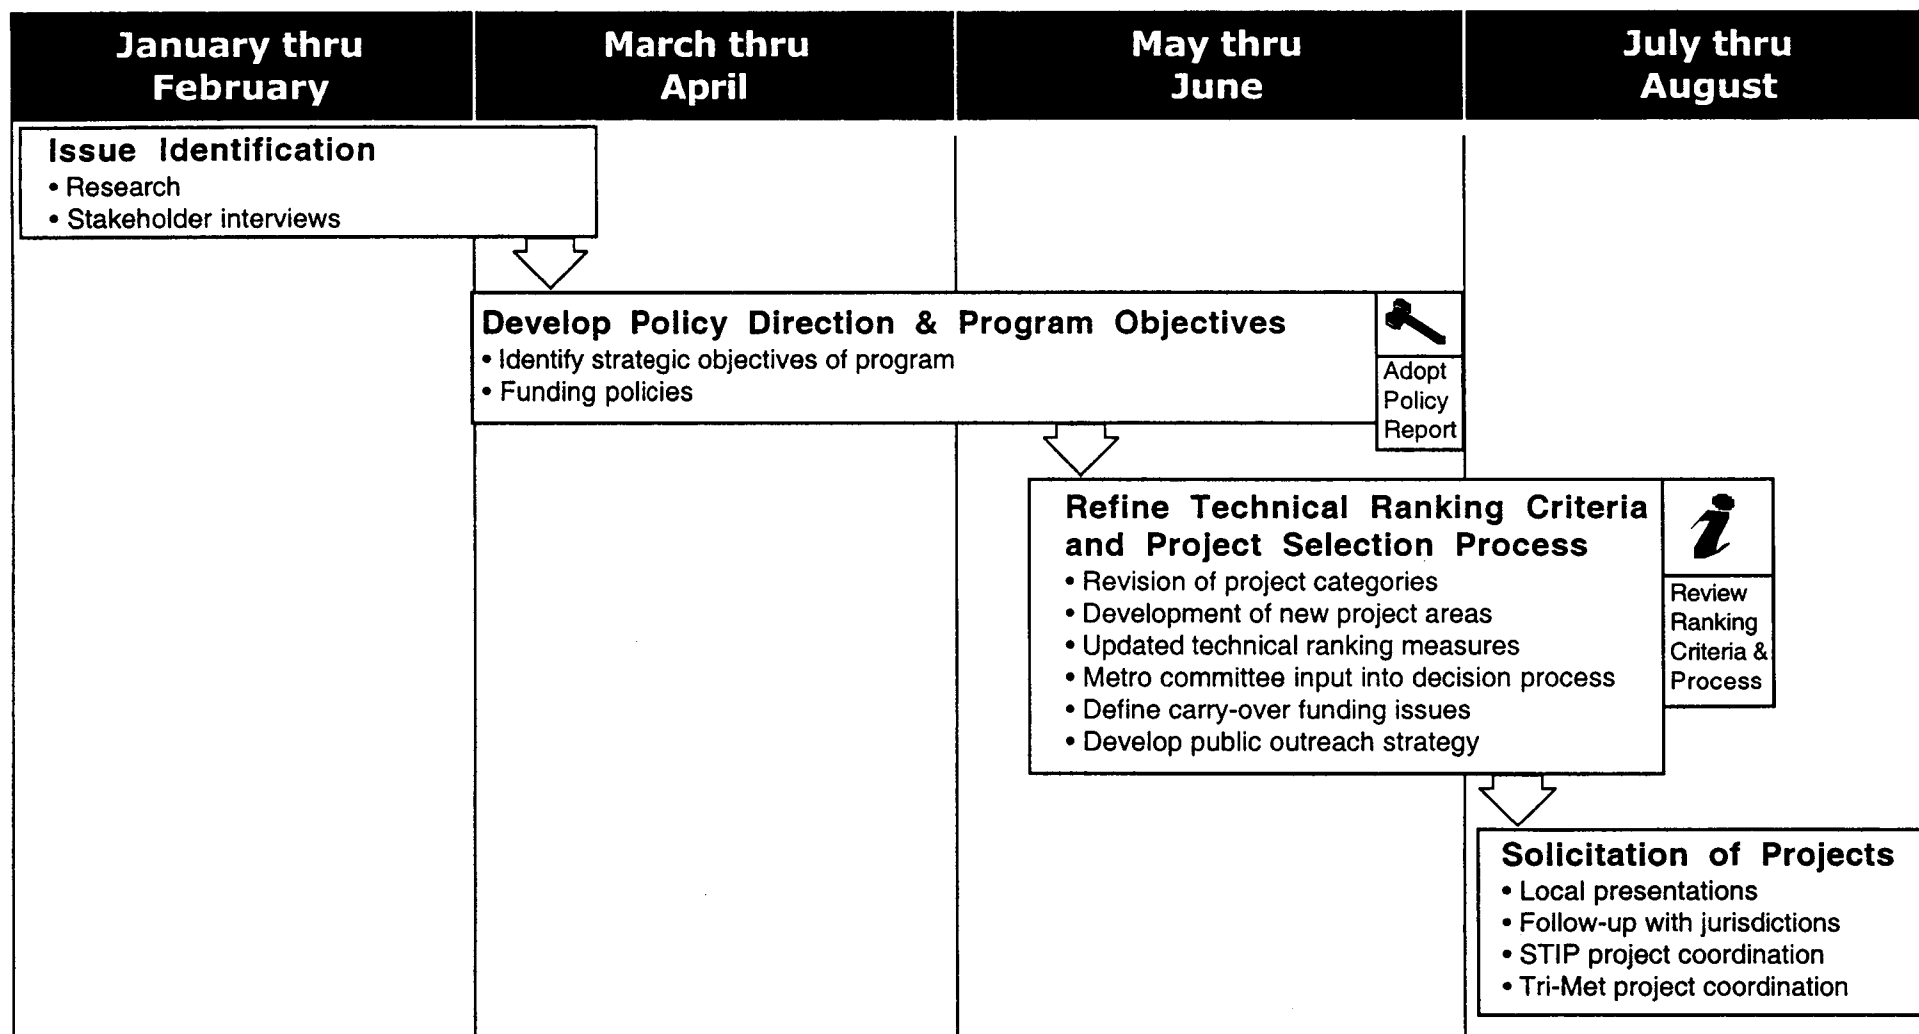 January thru
February
March thru
April
May thru
June
July thru
August
Issue Identification
• Research
• Stakeholder interviews
Develop Policy Direction & Program Objectives
• Identify strategic objectives of program
• Funding policies
Adopt
Policy
Report
Refine Technical Ranking Criteria
and Project Selection Process
• Revision of project categories
• Development of new project areas
• Updated technical ranking measures
• Metro committee input into decision process
• Define carry-over funding issues
• Develop public outreach strategy
i
Review
Ranking
Criteria &
Process
Solicitation of Projects
• Local presentations
• Follow-up with jurisdictions
• STIP project coordination
• Tri-Met project coordination